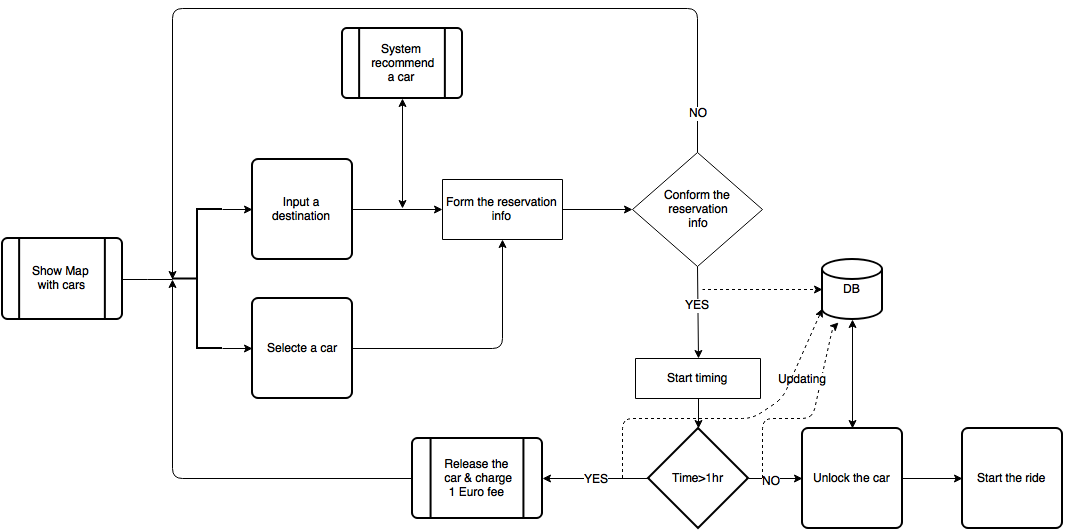 System
recommend
a car
NO
Input a
destination
Form the reservation
info
Conform the
reservation
info
Show Map
with cars
DB
YES
Selecte a car
Start timing
Updating
Release the
car & charge
1 Euro fee
YES
Time>1hr
NO
Unlock the car
Start the ride